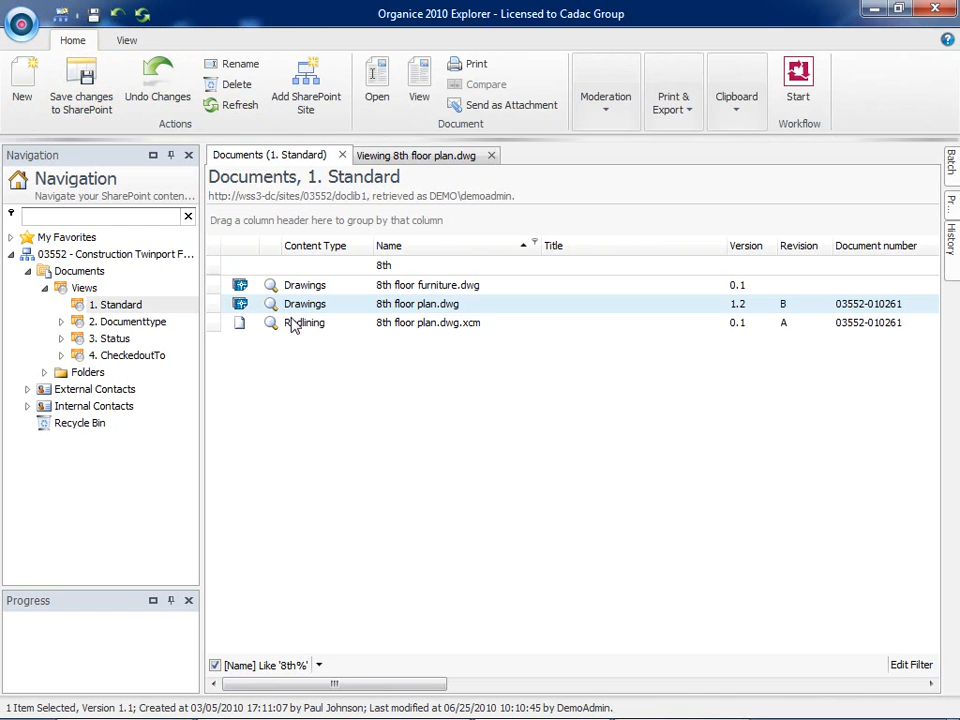 Organice 2010 Explorer - Licensed to Cadac Group
Home
View
New
Save changes
to SharePoint
Undo Changes
Rename
Delete
Refresh
Actions
Add SharePoint
Site
Open
View
Print
Compare
Send as Attachment
Document
Moderation
Print &
Export
Clipboard
Start
Workflow
Navigation
Navigation
Navigate your SharePoint conten...
My Favorites
03552 - Construction Twinport F...
Documents
Views
1. Standard
2. Documenttype
3. Status
4. CheckedoutTo
Folders
External Contacts
Internal Contacts
Recycle Bin
Progress
Documents (1. Standard)
Viewing 8th floor plan.dwg
Documents, 1. Standard
http://wss3-dc/sites/03552/doclib1, retrieved as DEMO\demoadmin.
Drag a column header here to group by that column
Content Type Name Title Version Revision Document number
8th
Drawings 8th floor furniture.dwg 0.1
Drawings 8th floor plan.dwg 1.2 B 03552-010261
Redlining 8th floor plan.dwg.xcm 0.1 A 03552-010261
[Name] Like '8th%'
Edit Filter
Batch
Pr...
History
1 Item Selected, Version 1.1; Created at 03/05/2010 17:11:07 by Paul Johnson; Last modified at 06/25/2010 10:10:45 by DemoAdmin.